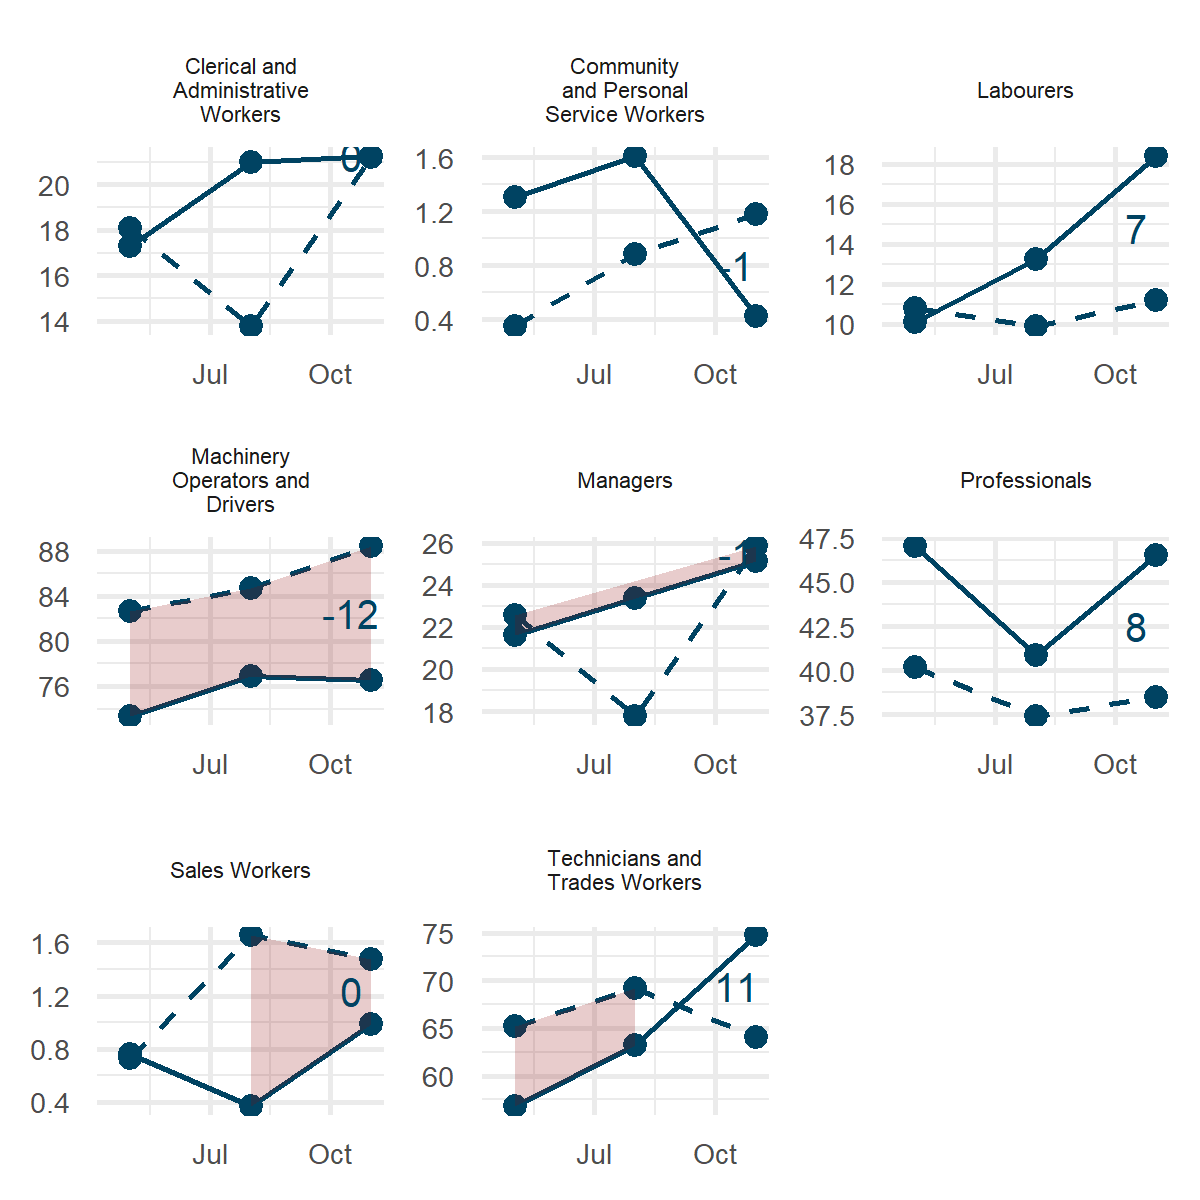 Clerical and
Administrative
Workers
Community
and Personal
Service Workers
Labourers
20
18
16
14
0
Jul Oct
1.6
1.2
0.8
0.4
-1
Jul Oct
18
16
14
12
10
7
Jul Oct
Machinery
Operators and
Drivers
Managers
Professionals
88
84
80
76
-12
Jul Oct
26
24
22
20
18
-1
Jul Oct
47.5
45.0
42.5
40.0
37.5
8
Jul Oct
Sales Workers
Technicians and
Trades Workers
1.6
1.2
0.8
0.4
0
Jul Oct
75
70
65
60
11
Jul Oct